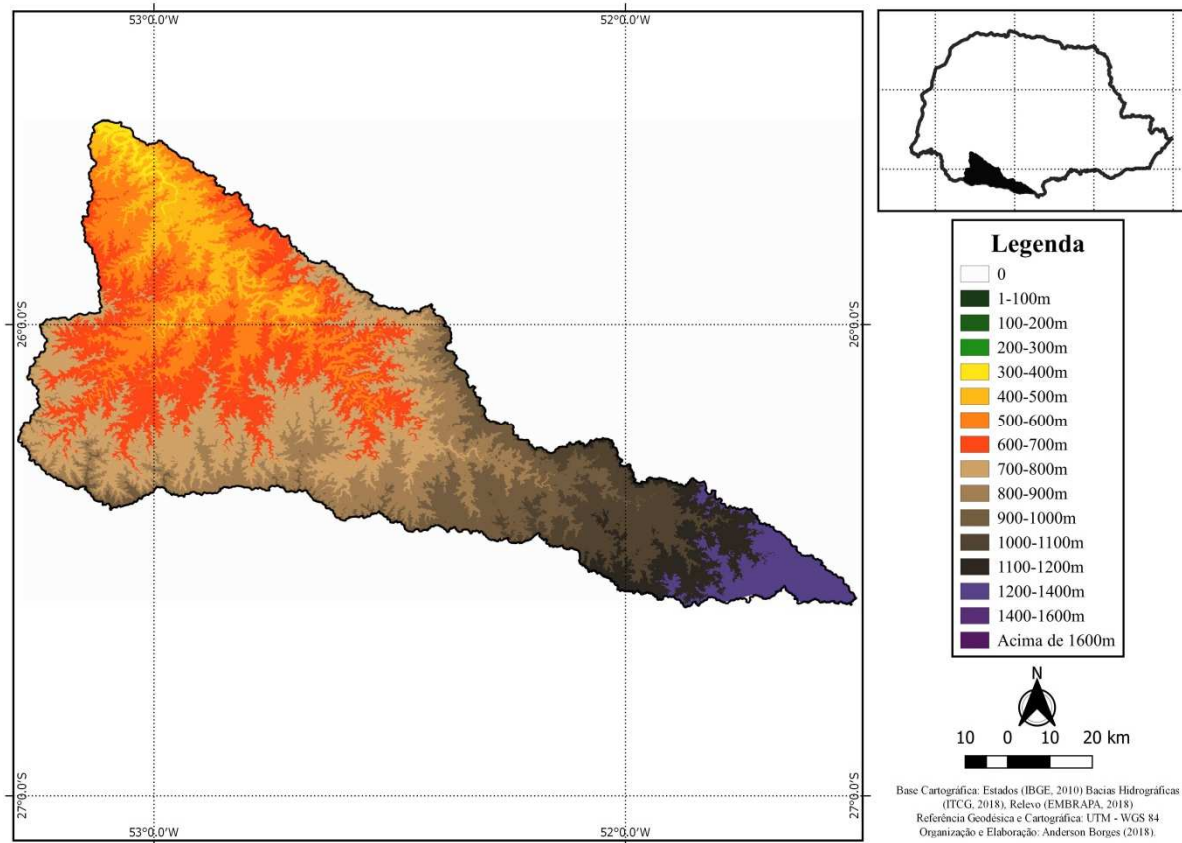 53°0.0'W 52°0.0'W
26°0.0'S 26°0.0'S
27°0.0'S 27°0.0'S
53°0.0'W 52°0.0'W
Legenda
0
1-100m
100-200m
200-300m
300-400m
400-500m
500-600m
600-700m
700-800m
800-900m
900-1000m
1000-1100m
1100-1200m
1200-1400m
1400-1600m
Acima de 1600m
N
10 0 10 20 km
Base Cartográfica: Estados (IBGE, 2010) Bacias Hidrográficas
(ITCG, 2018), Relevo (EMBRAPA, 2018)
Referência Geodésica e Cartográfica: UTM - WGS 84
Organização e Elaboração: Anderson Borges (2018).